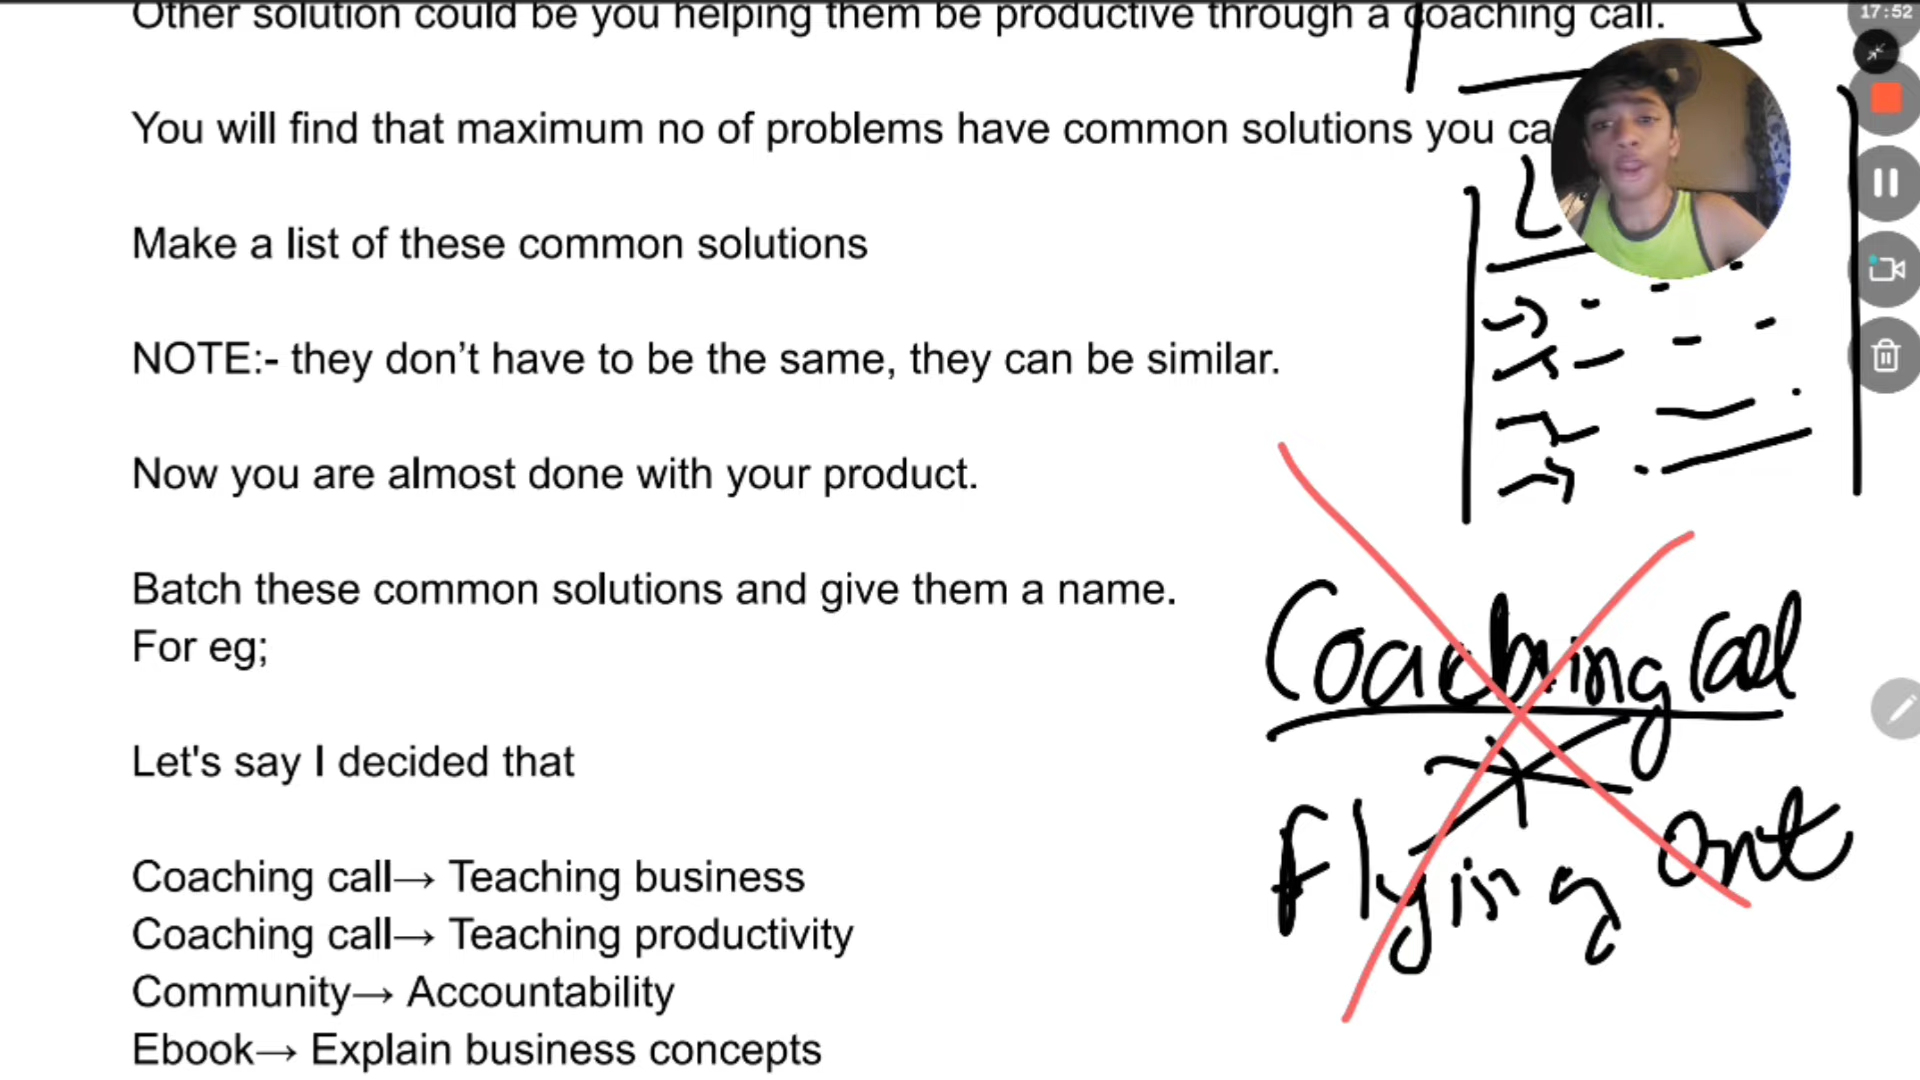 Other solution could be you helping them be productive through a coaching call.
17:52
You will find that maximum no of problems have common solutions you ca
Make a list of these common solutions
NOTE:- they don't have to be the same, they can be similar.
Now you are almost done with your product.
Batch these common solutions and give them a name.
For eg;
Coaching Call
Let's say I decided that
Flying Out
Coaching call→ Teaching business
Coaching call→ Teaching productivity
Community→ Accountability
Ebook→ Explain business concepts